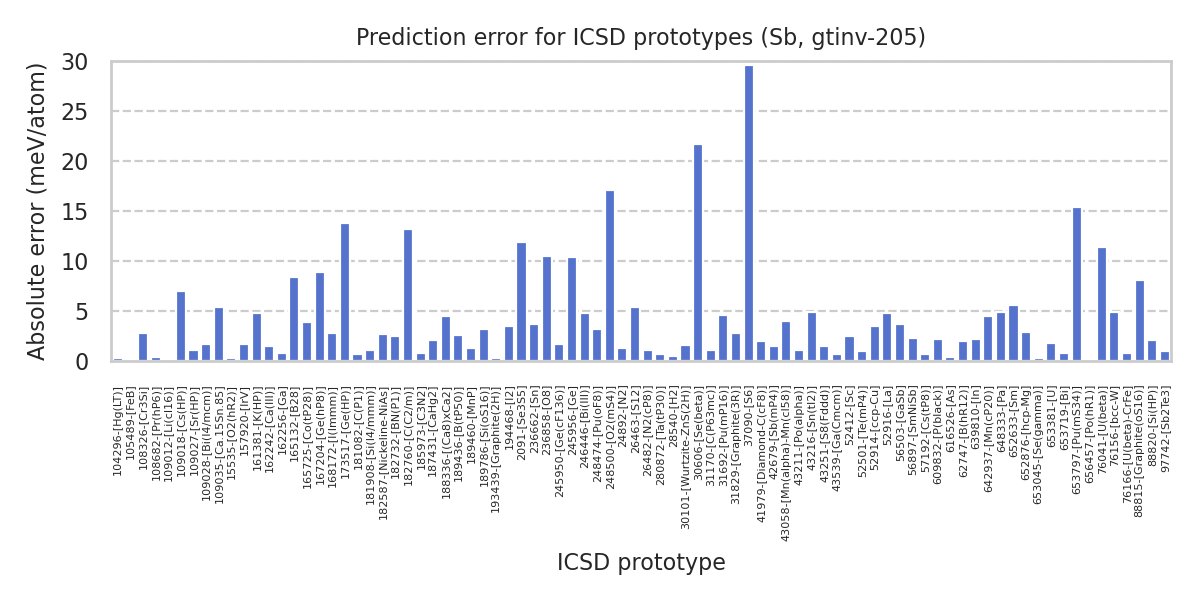 Prediction error for ICSD prototypes (Sb, gtinv-205)
Absolute error (meV/atom)
30
25
20
15
10
5
0
104296-[Hg(LT)]
105489-[FeB]
108326-[Cr3Si]
108682-[Pr(hP6)]
109012-[Li(cI16)]
109018-[Cs(HP)]
109027-[Sr(HP)]
109028-[Bi(I4/mcm)]
109035-[Ca.15Sn.85]
15535-[O2(hR2)]
157920-[IrV]
161381-[K(HP)]
162242-[Ca(III)]
162256-[Ga]
165132-[B28]
165725-[Co(tP28)]
167204-[Ge(hP8)]
168172-[I(Immm)]
173517-[Ge(HP)]
181082-[C(P1)]
181908-[Si(I4/mmm)]
182587-[Nickeline-NiAs]
182732-[BN(P1)]
182760-[C(C2/m)]
185973-[C3N2]
187431-[CaHg2]
188336-[(Ca8)xCa2]
189436-[B(tP50)]
189460-[MnP]
189786-[Si(oS16)]
193439-[Graphite(2H)]
194468-[I2]
2091-[Se3S5]
236662-[Sn]
236858-[O8]
245950-[Ge(cF136)]
245956-[Ge]
246446-[Bi(III)]
248474-[Pu(oF8)]
248500-[O2(mS4)]
24892-[N2]
26463-[S12]
26482-[N2(cP8)]
280872-[Ta(tP30)]
28540-[H2]
30101-[Wurtzite-ZnS(2H)]
30606-[Se(beta)]
31170-[C(P63mc)]
31692-[Pu(mP16)]
31829-[Graphite(3R)]
37090-[S6]
41979-[Diamond-C(cF8)]
42679-[Sb(mP4)]
43058-[Mn(alpha)-Mn(cI58)]
43211-[Po(alpha)]
43216-[Sn(tI4)]
43251-[S8(Fddd)]
43539-[Ga(Cmcm)]
52412-[Sc]
52501-[Te(mP4)]
52914-[ccp-Cu]
52916-[La]
56503-[GaSb]
56897-[SmNiSb]
57192-[Cs(tP8)]
609832-[P(black)]
616526-[As]
62747-[B(hR12)]
639810-[In]
642937-[Mn(cP20)]
648333-[Pa]
652633-[Sm]
652876-[hcp-Mg]
653045-[Se(gamma)]
653381-[U]
653719-[U]
653797-[Pu(mS34)]
656457-[Po(hR1)]
76041-[U(beta)]
76156-[bcc-W]
76166-[U(beta)-CrFe]
88815-[Graphite(oS16)]
88820-[Si(HP)]
97742-[Sb2Te3]
ICSD prototype